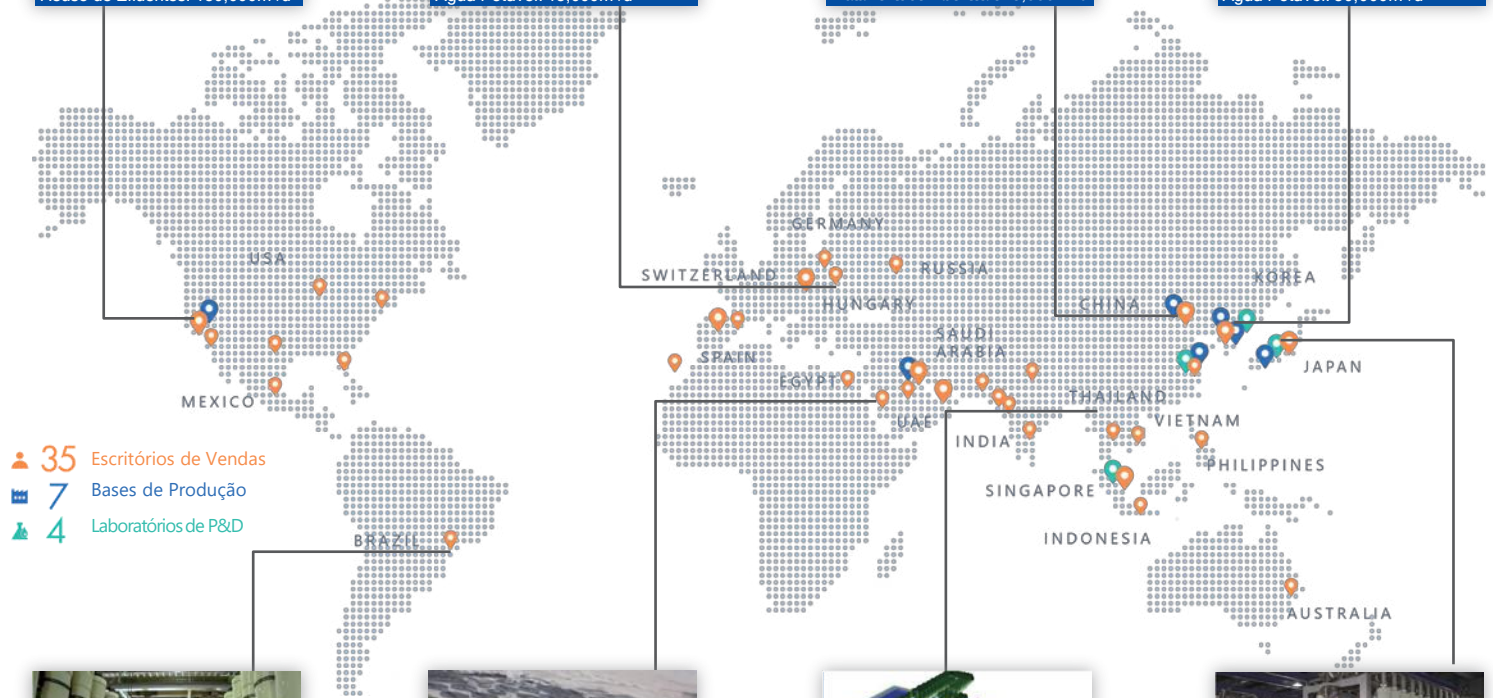 GERMANY
USA
SWITZERLAND
RUSSIA
KOREA
HUNGARY
CHINA
SAUDI
ARABIA
SPAIN
JAPAN
EGYPT
MEXICO
THAILAND
UAE
VIETNAM
INDIA
35 Escritórios de Vendas
PHILIPPINES
7 Bases de Produção
SINGAPORE
4 Laboratórios de P&D
BRAZIL
INDONESIA
AUSTRALIA